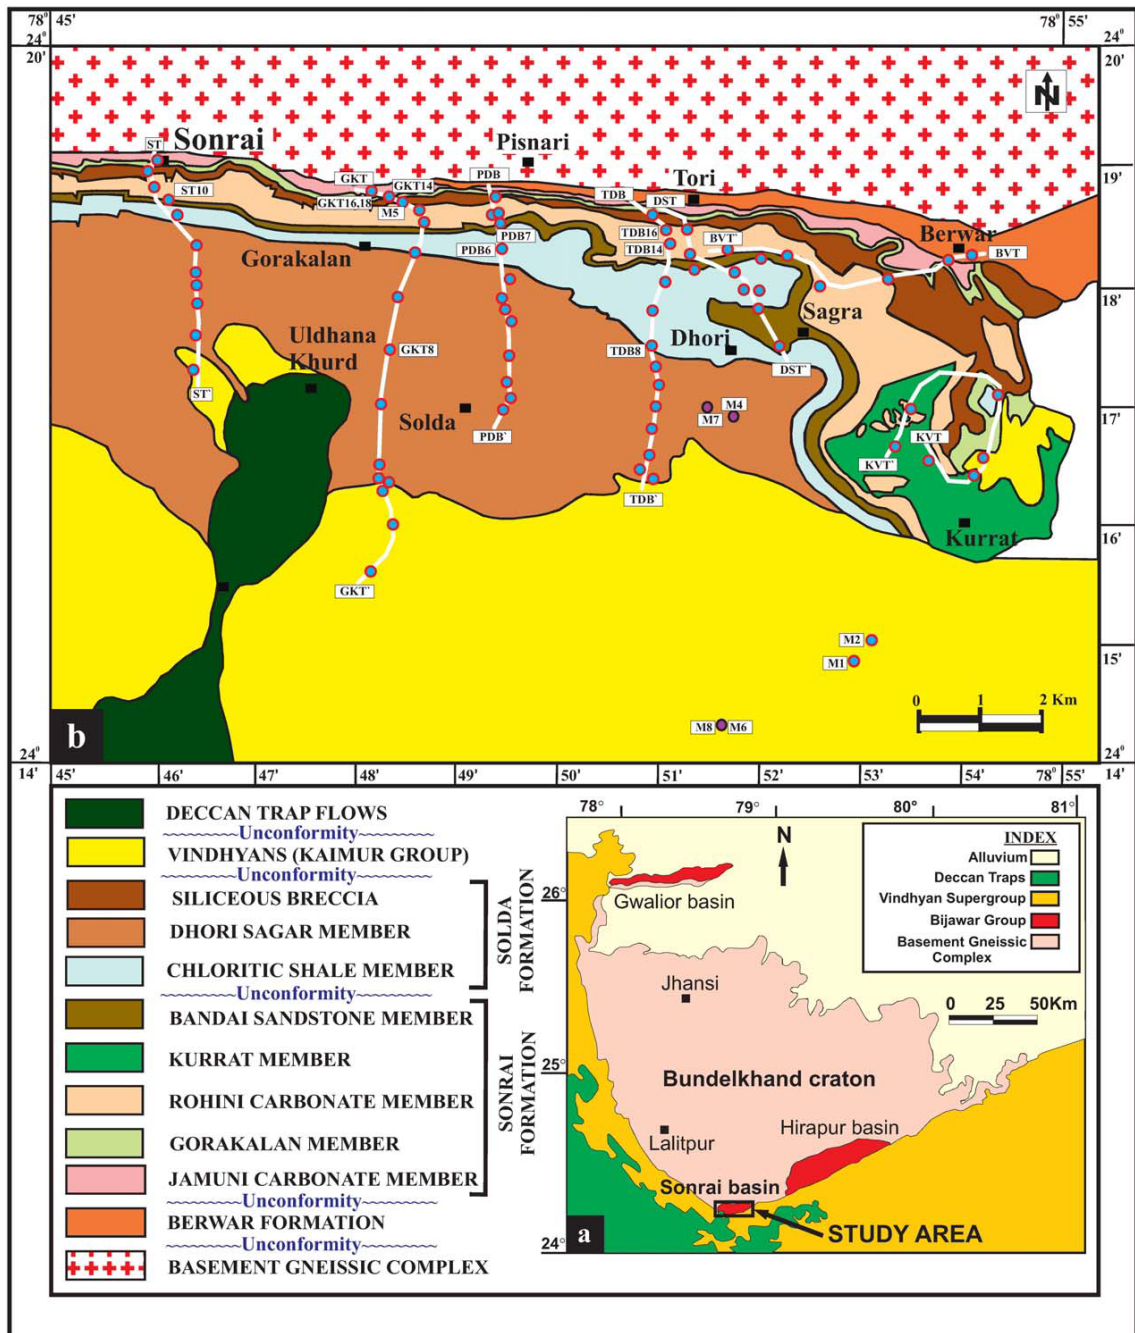 78° 45'
78° 55'
24° 20'
24° 20'
N
Sonrai
ST
Pisnari
19'
PDB
GKT
GKT14
TDB
Tori
DST
ST10
GKT16,18
M5
PDB7
TDB16
BVT`
Berwar
BVT
Gorakalan
PDB6
TDB14
18'
Sagra
Uldhana
Khurd
GKT8
TDB8
Dhori
DST`
ST`
Solda
M7
M4
17'
PDB`
KVT
KVT`
TDB`
Kurrat
16'
GKT`
M2
M1
15'
0 1 2 Km
M8
M6
b
24° 14'
45' 46' 47' 48' 49' 50' 51' 52' 53' 54' 78° 55'
24° 14'
DECCAN TRAP FLOWS
~~~~~~~~~Unconformity~~~~~~~~~
VINDHYANS (KAIMUR GROUP)
~~~~~~~~~Unconformity~~~~~~~~~
SILICEOUS BRECCIA
DHORI SAGAR MEMBER
CHLORITIC SHALE MEMBER
SOLDA
FORMATION
~~~~~~~~~Unconformity~~~~~~~~~
BANDAI SANDSTONE MEMBER
KURRAT MEMBER
ROHINI CARBONATE MEMBER
GORAKALAN MEMBER
JAMUNI CARBONATE MEMBER
SONRAI
FORMATION
~~~~~~~~~Unconformity~~~~~~~~~
BERWAR FORMATION
~~~~~~~~~Unconformity~~~~~~~~~
BASEMENT GNEISSIC COMPLEX
78° 79° 80° 81°
N
INDEX
Alluvium
Deccan Traps
Vindhyan Supergroup
Bijawar Group
Basement Gneissic
Complex
26°
Gwalior basin
Jhansi
0 25 50Km
25°
Bundelkhand craton
Lalitpur
Hirapur basin
Sonrai basin
STUDY AREA
a
24°